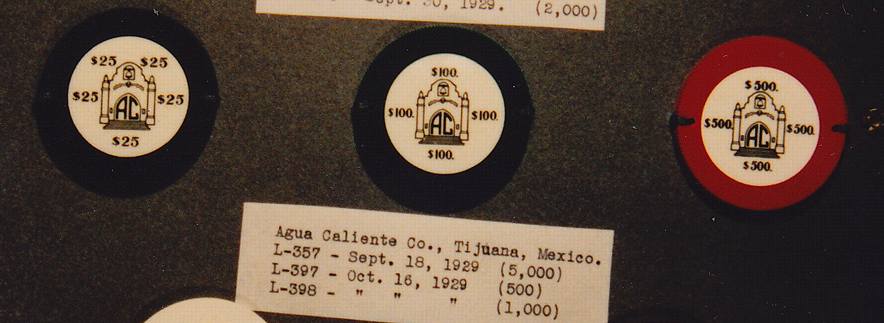 Sept. 30, 1929. (2,000)
$25 $25
$25 AC $25
$25
$100.
$100. AC $100.
$100.
$500.
$500. AC $500.
$500.
Agua Caliente Co., Tijuana, Mexico.
L-357 - Sept. 18, 1929 (5,000)
L-397 - Oct. 16, 1929 (500)
L-398 - " " " (1,000)